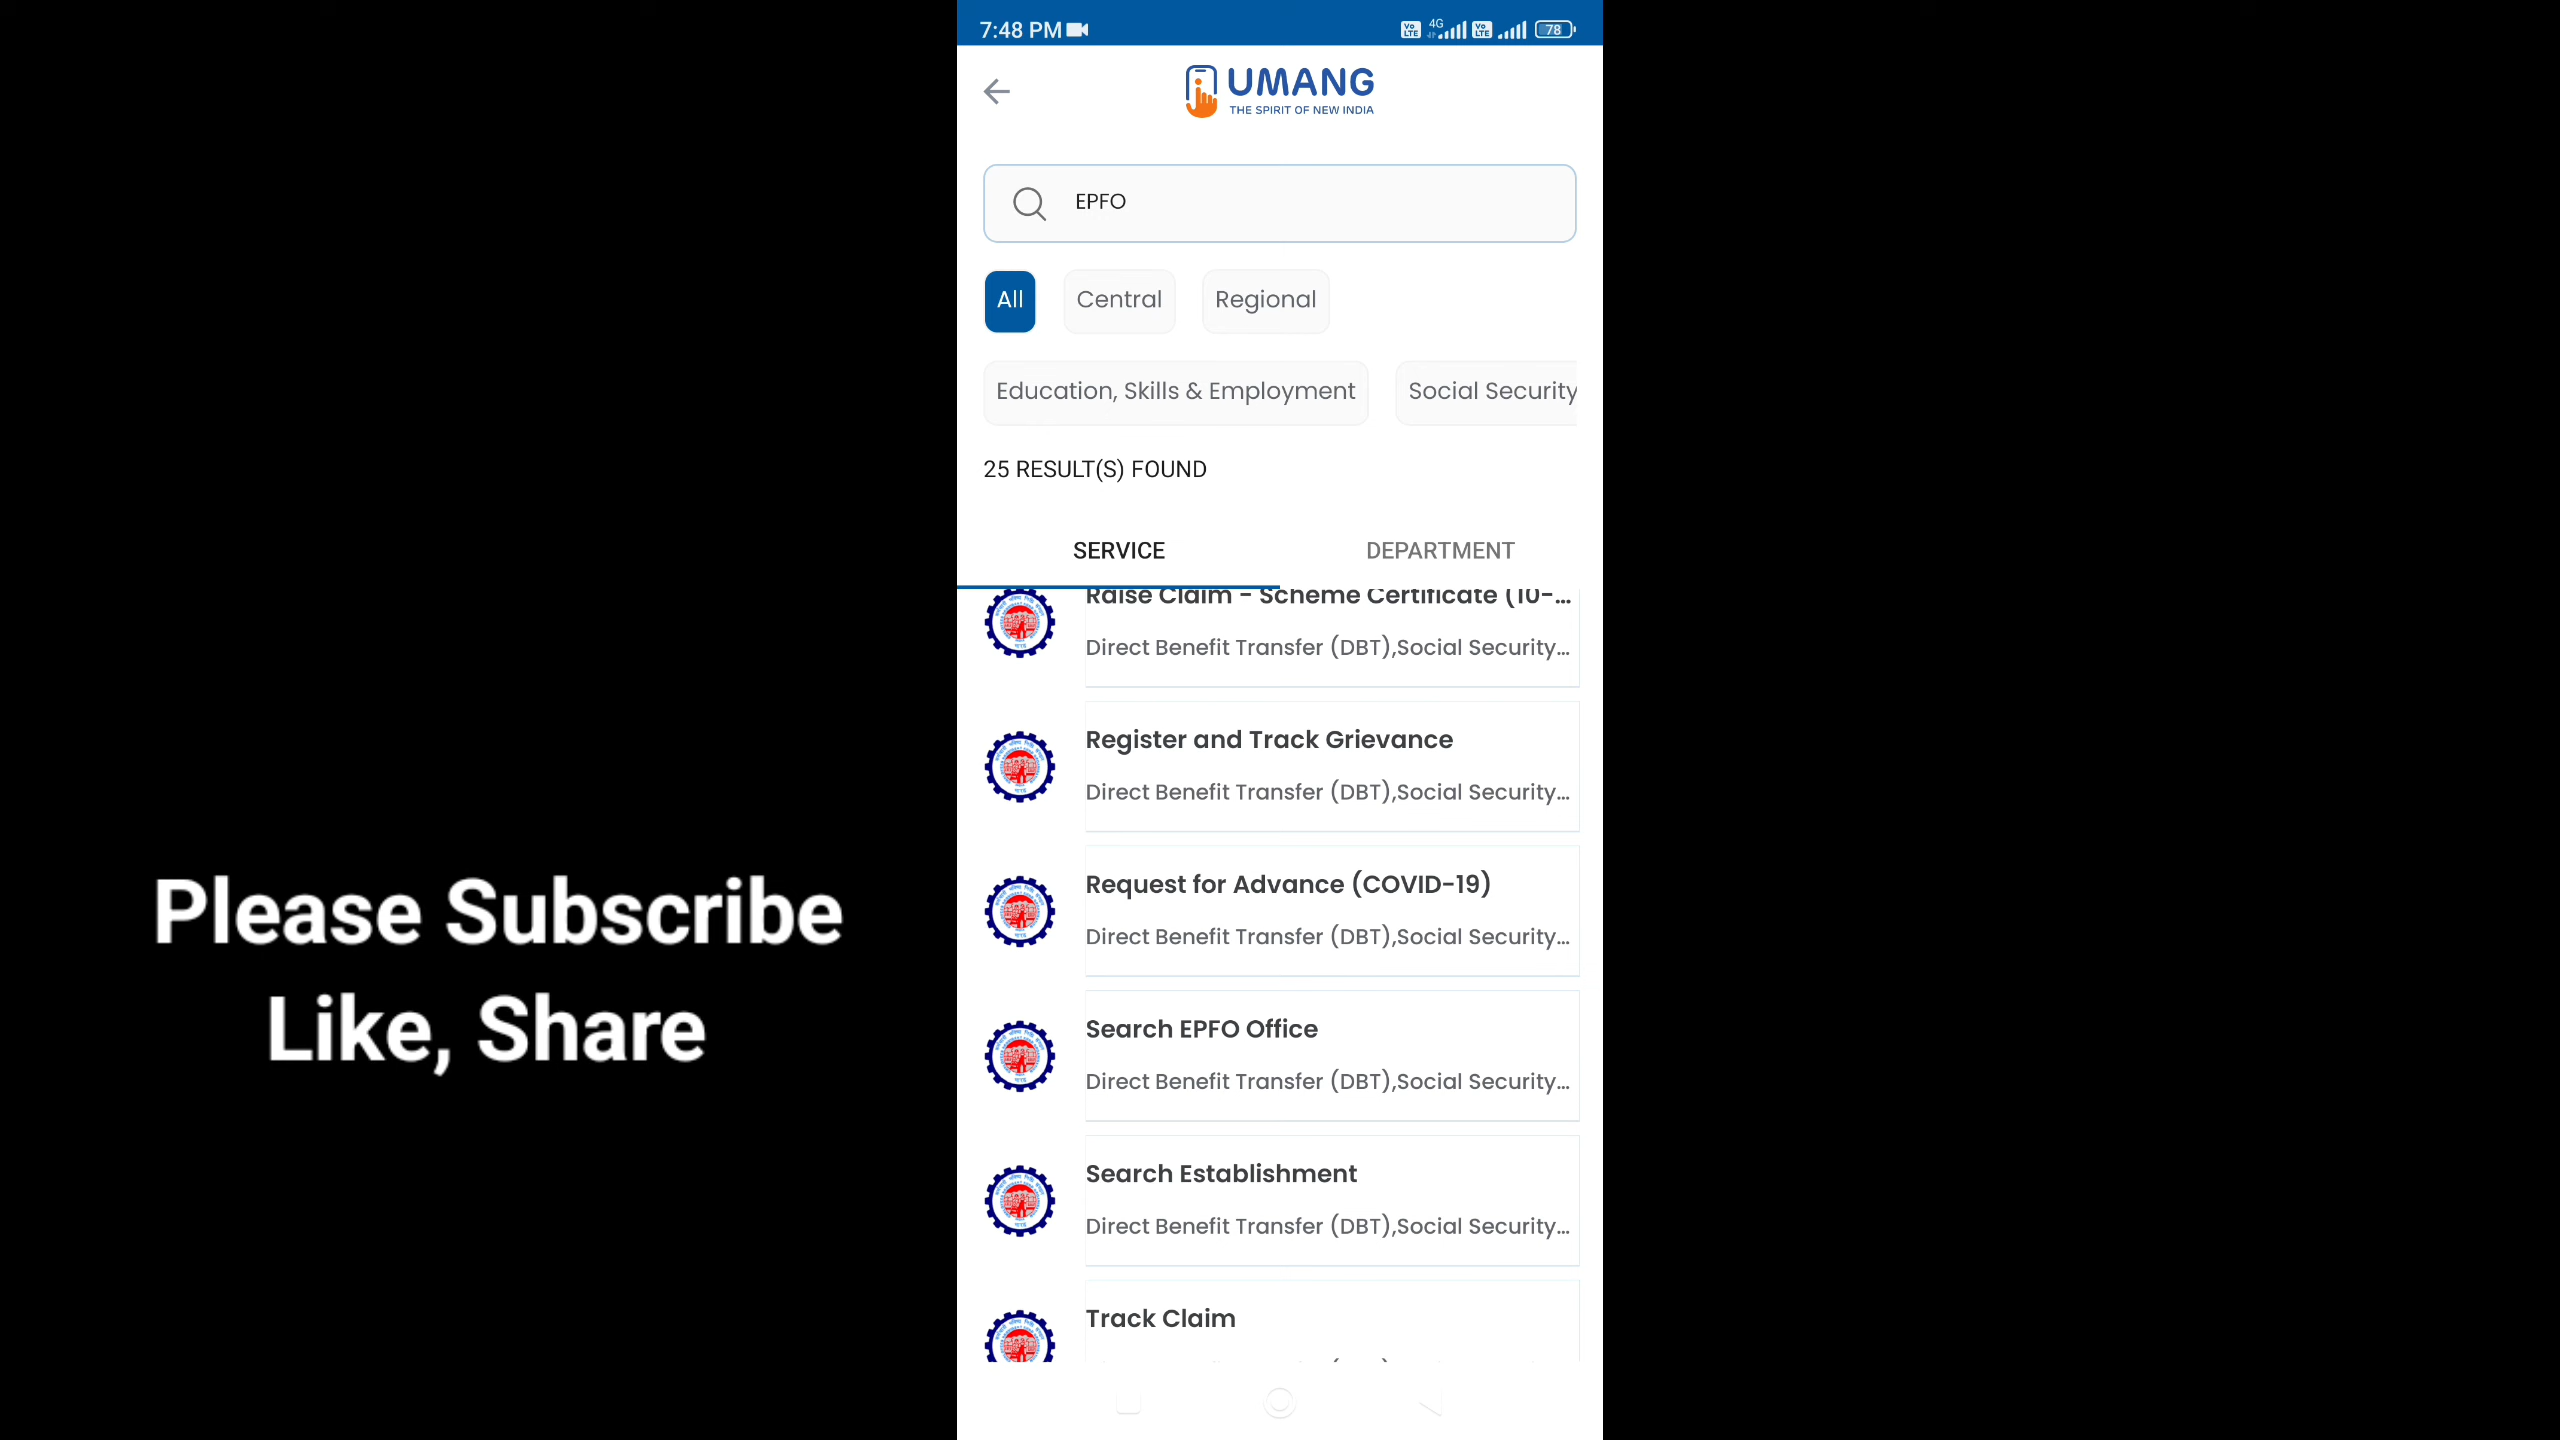 7:48 PM
Vo LTE 4G Vo LTE 78
UMANG
THE SPIRIT OF NEW INDIA
EPFO
All Central Regional
Education, Skills & Employment Social Security
25 RESULT(S) FOUND
SERVICE DEPARTMENT
Raise Claim - Scheme Certificate (10-...
Direct Benefit Transfer (DBT),Social Security...
Register and Track Grievance
Direct Benefit Transfer (DBT),Social Security...
Request for Advance (COVID-19)
Direct Benefit Transfer (DBT),Social Security...
Search EPFO Office
Direct Benefit Transfer (DBT),Social Security...
Search Establishment
Direct Benefit Transfer (DBT),Social Security...
Track Claim
Please Subscribe
Like, Share